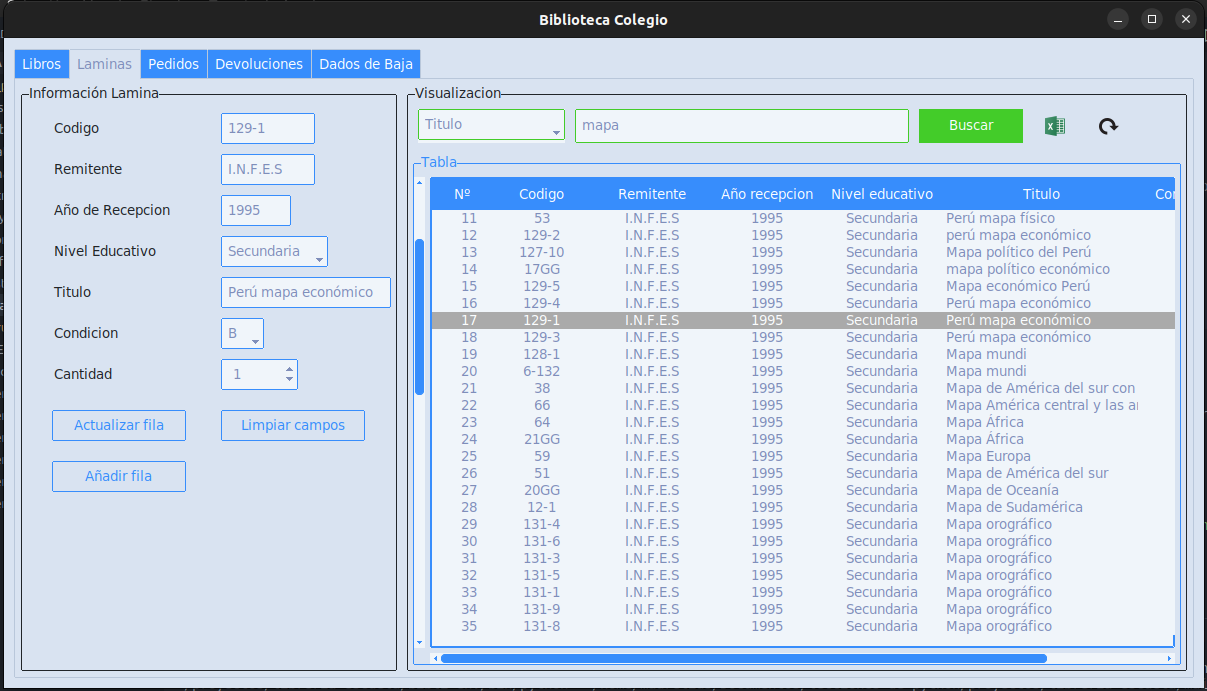 Biblioteca Colegio
Libros Laminas Pedidos Devoluciones Dados de Baja
Información Lamina
Codigo 129-1
Remitente I.N.F.E.S
Año de Recepcion 1995
Nivel Educativo Secundaria
Titulo Perú mapa económico
Condicion B
Cantidad 1
Actualizar fila Limpiar campos
Añadir fila
Visualizacion
Titulo mapa Buscar
Tabla
Nº Codigo Remitente Año recepcion Nivel educativo Titulo
11 53 I.N.F.E.S 1995 Secundaria Perú mapa físico
12 129-2 I.N.F.E.S 1995 Secundaria perú mapa económico
13 127-10 I.N.F.E.S 1995 Secundaria Mapa político del Perú
14 17GG I.N.F.E.S 1995 Secundaria mapa político económico
15 129-5 I.N.F.E.S 1995 Secundaria Mapa económico Perú
16 129-4 I.N.F.E.S 1995 Secundaria Perú mapa económico
17 129-1 I.N.F.E.S 1995 Secundaria Perú mapa económico
18 129-3 I.N.F.E.S 1995 Secundaria Perú mapa económico
19 128-1 I.N.F.E.S 1995 Secundaria Mapa mundi
20 6-132 I.N.F.E.S 1995 Secundaria Mapa mundi
21 38 I.N.F.E.S 1995 Secundaria Mapa de América del sur con
22 66 I.N.F.E.S 1995 Secundaria Mapa América central y las
23 64 I.N.F.E.S 1995 Secundaria Mapa África
24 21GG I.N.F.E.S 1995 Secundaria Mapa África
25 59 I.N.F.E.S 1995 Secundaria Mapa Europa
26 51 I.N.F.E.S 1995 Secundaria Mapa de América del sur
27 20GG I.N.F.E.S 1995 Secundaria Mapa de Oceanía
28 12-1 I.N.F.E.S 1995 Secundaria Mapa de Sudamérica
29 131-4 I.N.F.E.S 1995 Secundaria Mapa orográfico
30 131-6 I.N.F.E.S 1995 Secundaria Mapa orográfico
31 131-3 I.N.F.E.S 1995 Secundaria Mapa orográfico
32 131-5 I.N.F.E.S 1995 Secundaria Mapa orográfico
33 131-1 I.N.F.E.S 1995 Secundaria Mapa orográfico
34 131-9 I.N.F.E.S 1995 Secundaria Mapa orográfico
35 131-8 I.N.F.E.S 1995 Secundaria Mapa orográfico